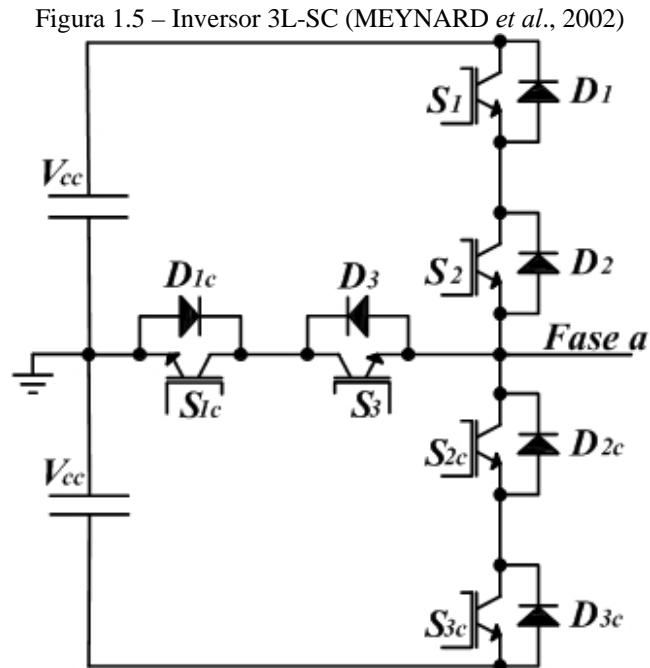 Figura 1.5 – Inversor 3L-SC (MEYNARD et al., 2002)
S1
D1
Vcc
S2
D2
D1c
D3
Fase a
S1c
S3
S2c
D2c
Vcc
S3c
D3c